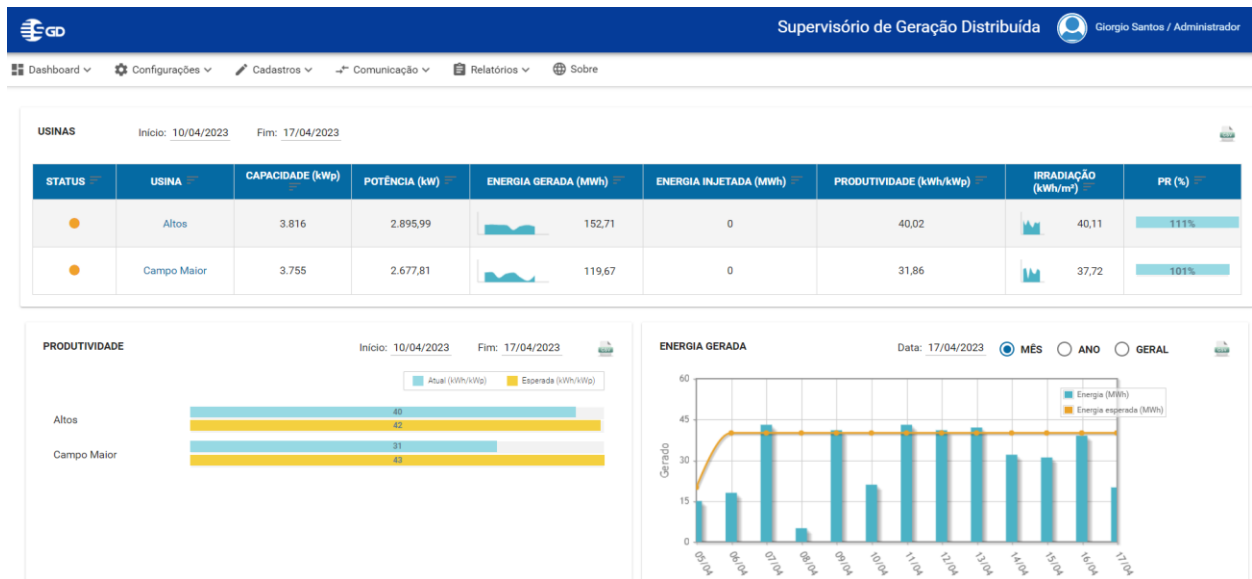 GD
Supervisório de Geração Distribuída
Giorgio Santos / Administrador
Dashboard
Configurações
Cadastros
Comunicação
Relatórios
Sobre
USINAS
Início: 10/04/2023
Fim: 17/04/2023
STATUS
USINA
CAPACIDADE (kWp)
POTÊNCIA (kW)
ENERGIA GERADA (MWh)
ENERGIA INJETADA (MWh)
PRODUTIVIDADE (kWh/kWp)
IRRADIAÇÃO
(kWh/m²)
PR (%)
Altos
3.816
2.895,99
152,71
0
40,02
40,11
111%
Campo Maior
3.755
2.677,81
119,67
0
31,86
37,72
101%
PRODUTIVIDADE
Início: 10/04/2023
Fim: 17/04/2023
Atual (kWh/kWp)
Esperada (kWh/kWp)
Altos
40
42
Campo Maior
31
43
ENERGIA GERADA
Data: 17/04/2023
MÊS
ANO
GERAL
Energia (MWh)
Energia esperada (MWh)
Gerado
60
45
30
15
0
05/04
06/04
07/04
08/04
09/04
10/04
11/04
12/04
13/04
14/04
15/04
16/04
17/04